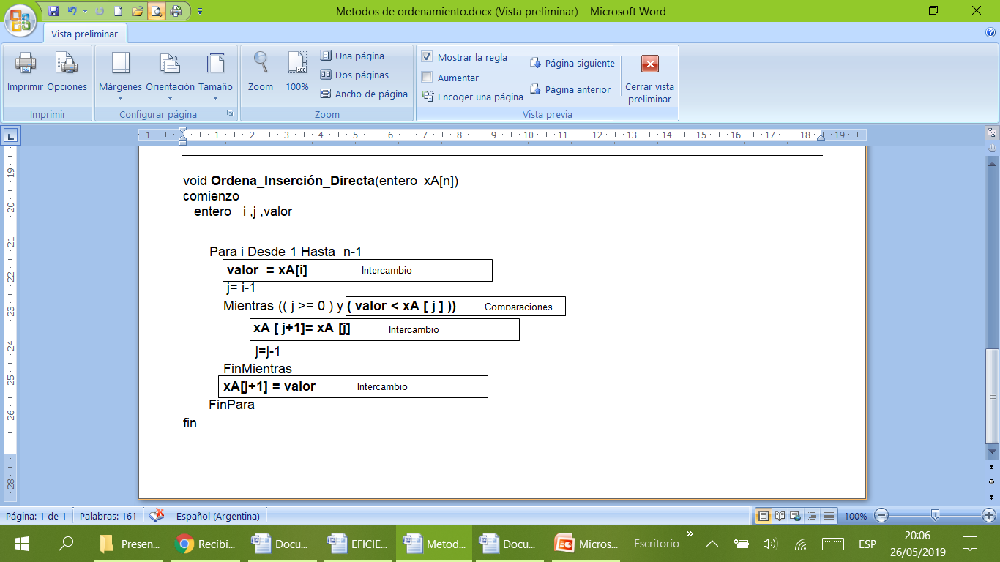 Metodos de ordenamiento.docx (Vista preliminar) - Microsoft Word
Vista preliminar
Imprimir
Opciones
Márgenes
Orientación
Tamaño
Zoom
100%
Una página
Dos páginas
Ancho de página
Mostrar la regla
Aumentar
Encoger una página
Página siguiente
Página anterior
Cerrar vista
preliminar
Imprimir
Configurar página
Zoom
Vista previa
1 1 2 3 4 5 6 7 8 9 10 11 12 13 14 15 16 17 18 19
19
20
21
22
23
24
25
26
28
void Ordena_Inserción_Directa(entero xA[n])
comienzo
entero i ,j ,valor
Para i Desde 1 Hasta n-1
valor = xA[i] Intercambio
j= i-1
Mientras (( j >= 0 ) y ( valor < xA [ j ] )) Comparaciones
xA [ j+1]= xA [j] Intercambio
j=j-1
FinMientras
xA[j+1] = valor Intercambio
FinPara
fin
Página: 1 de 1
Palabras: 161
Español (Argentina)
100%
Presen...
Recibi...
Docu...
EFICIE...
Metod...
Docu...
Micros...
Escritorio
»
ESP
20:06
26/05/2019